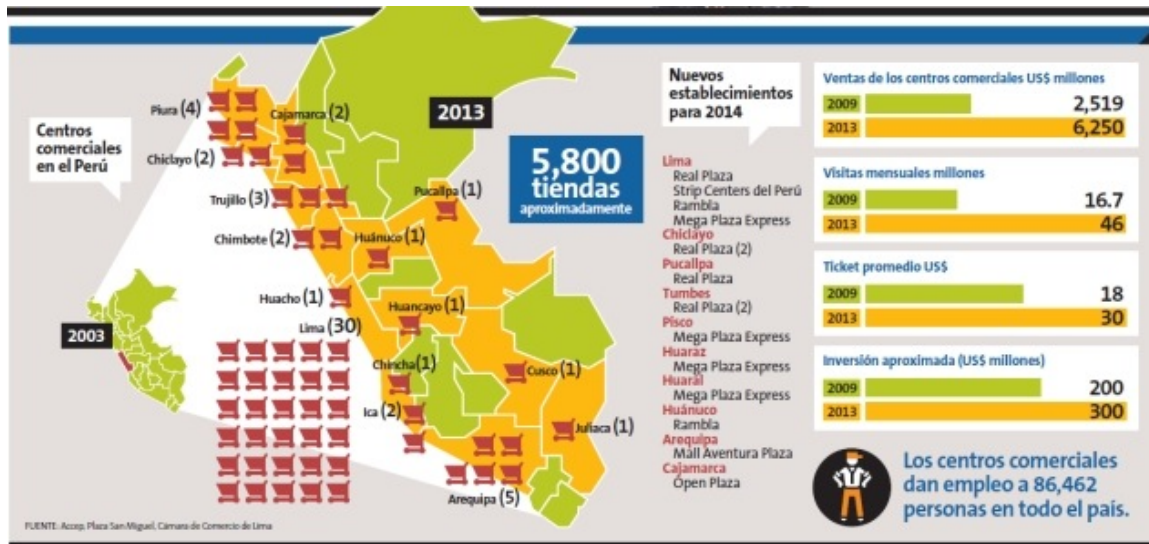 Centros
comerciales
en el Perú
2003
2013
Piura (4)
Cajamarca (2)
Chiclayo (2)
Trujillo (3)
Pucallpa (1)
Chimbote (2)
Huánuco (1)
Huacho (1)
Huancayo (1)
Lima (30)
Chincha (1)
Cusco (1)
Ica (2)
Juliaca (1)
Arequipa (5)
5,800
tiendas
aproximadamente
Nuevos
establecimientos
para 2014
Lima
Real Plaza
Strip Centers del Perú
Rambla
Mega Plaza Express
Chiclayo
Real Plaza (2)
Pucallpa
Real Plaza
Tumbes
Real Plaza (2)
Pisco
Mega Plaza Express
Huaraz
Mega Plaza Express
Huaral
Mega Plaza Express
Huánuco
Rambla
Arequipa
Mall Aventura Plaza
Cajamarca
Open Plaza
Ventas de los centros comerciales US$ millones
2009 2,519
2013 6,250
Visitas mensuales millones
2009 16.7
2013 46
Ticket promedio US$
2009 18
2013 30
Inversión aproximada (US$ millones)
2009 200
2013 300
Los centros comerciales
dan empleo a 86,462
personas en todo el país.
FUENTE: Accep, Plaza San Miguel, Cámara de Comercio de Lima